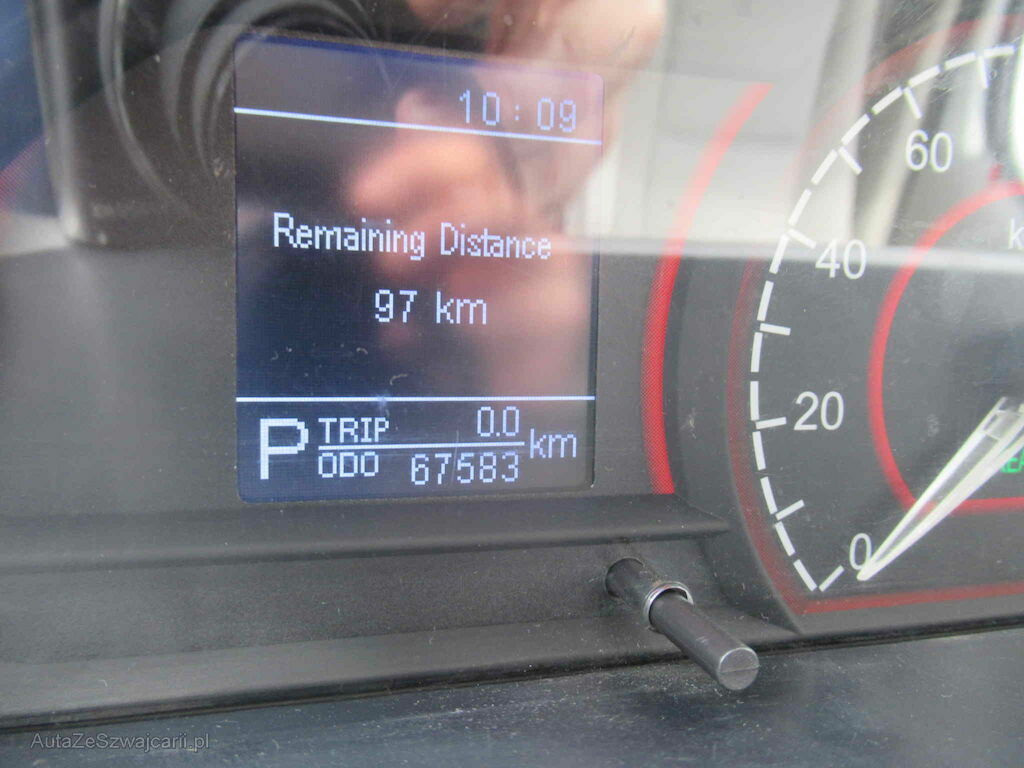 10:09
Remaining Distance
97 km
P TRIP 0.0 km
ODO 67583
60
40
20
0
AutaZeSzwajcarii.pl